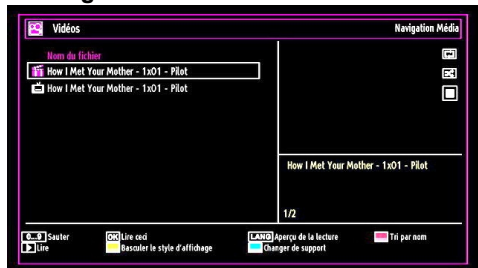 Vidéos Navigation Média
Nom du fichier
How I Met Your Mother - 1x01 - Pilot
How I Met Your Mother - 1x01 - Pilot
How I Met Your Mother - 1x01 - Pilot
1/2
0...9 Sauter OK Lire ceci LANG Aperçu de la lecture Tri par nom
Lire Basculer le style d'affichage Changer de support